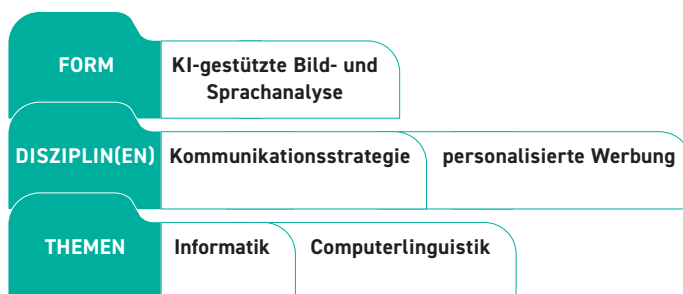 FORM
KI-gestützte Bild- und
Sprachanalyse
DISZIPLIN(EN)
Kommunikationsstrategie
personalisierte Werbung
THEMEN
Informatik
Computerlinguistik